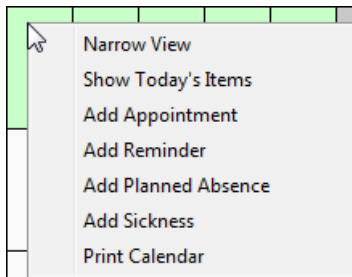 Narrow View
Show Today's Items
Add Appointment
Add Reminder
Add Planned Absence
Add Sickness
Print Calendar